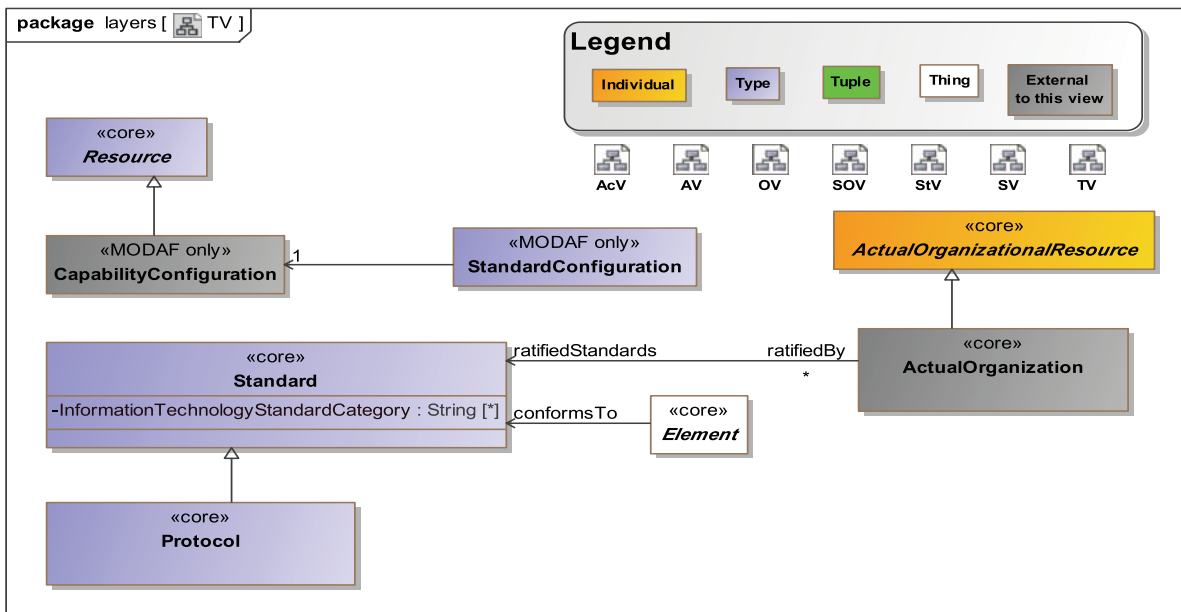 package layers [ TV ]
Legend
Individual
Type
Tuple
Thing
External
to this view
AcV
AV
OV
SOV
StV
SV
TV
«core»
Resource
«MODAF only»
CapabilityConfiguration
1
«MODAF only»
StandardConfiguration
«core»
ActualOrganizationalResource
«core»
Standard
-InformationTechnologyStandardCategory : String [*]
ratifiedStandards
ratifiedBy
*
«core»
ActualOrganization
conformsTo
«core»
Element
«core»
Protocol